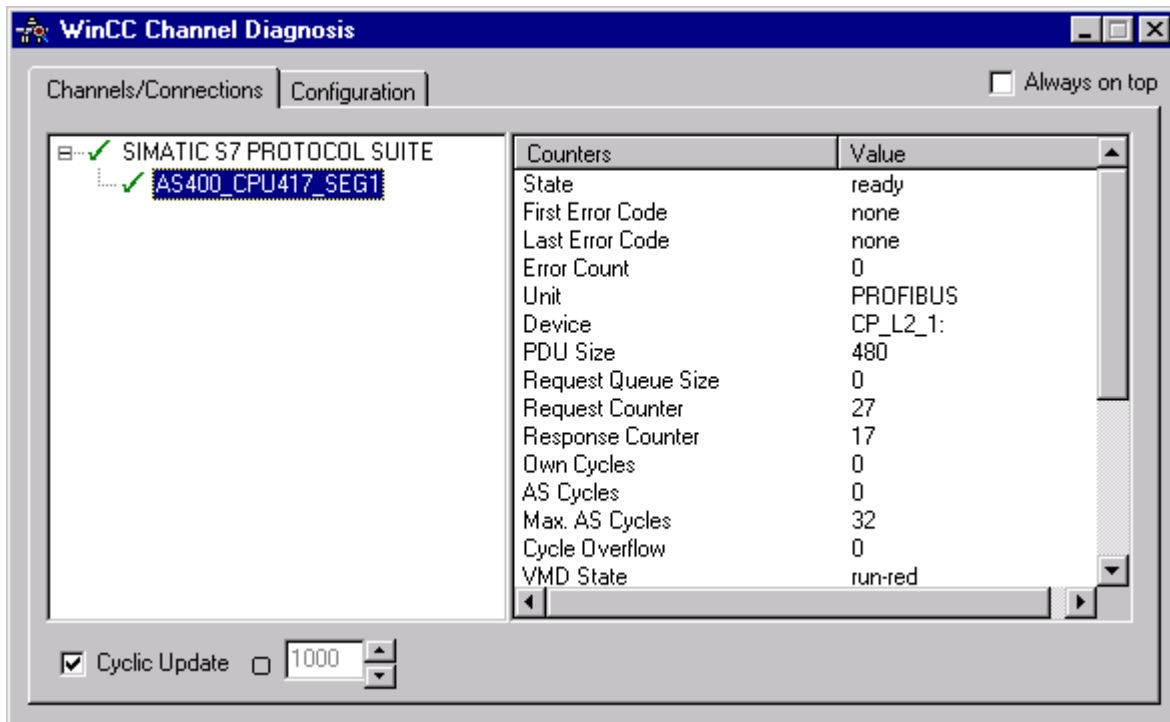 WinCC Channel Diagnosis
Channels/Connections Configuration Always on top
SIMATIC S7 PROTOCOL SUITE
AS400_CPU417_SEG1
Counters Value
State ready
First Error Code none
Last Error Code none
Error Count 0
Unit PROFIBUS
Device CP_L2_1:
PDU Size 480
Request Queue Size 0
Request Counter 27
Response Counter 17
Own Cycles 0
AS Cycles 0
Max. AS Cycles 32
Cycle Overflow 0
VMD State run-red
Cyclic Update 1000